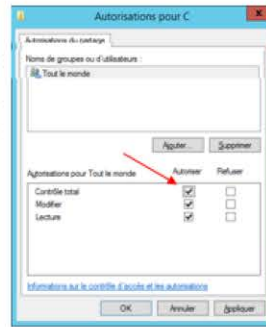 Autorisations pour C
Autorisations du partage
Noms de groupes ou d'utilisateurs :
Tout le monde
Ajouter... Supprimer
Autorisations pour Tout le monde Autoriser Refuser
Contrôle total
Modifier
Lecture
Informations sur le contrôle d'accès et les autorisations
OK Annuler Appliquer